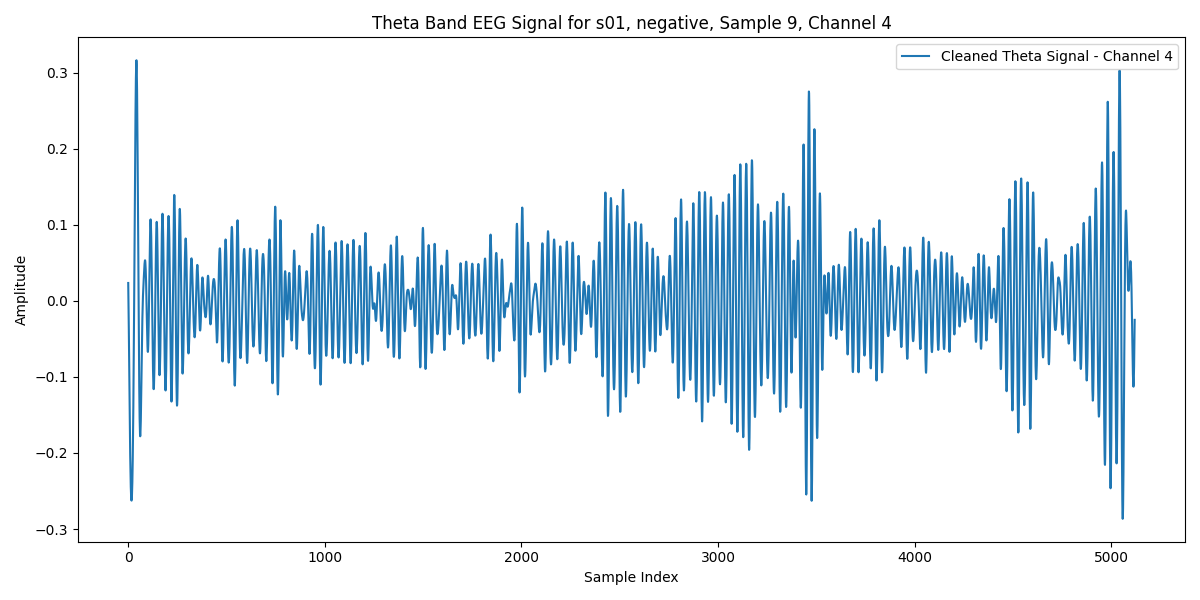 Theta Band EEG Signal for s01, negative, Sample 9, Channel 4
Cleaned Theta Signal - Channel 4
Amplitude
0.3
0.2
0.1
0.0
−0.1
−0.2
−0.3
0 1000 2000 3000 4000 5000
Sample Index